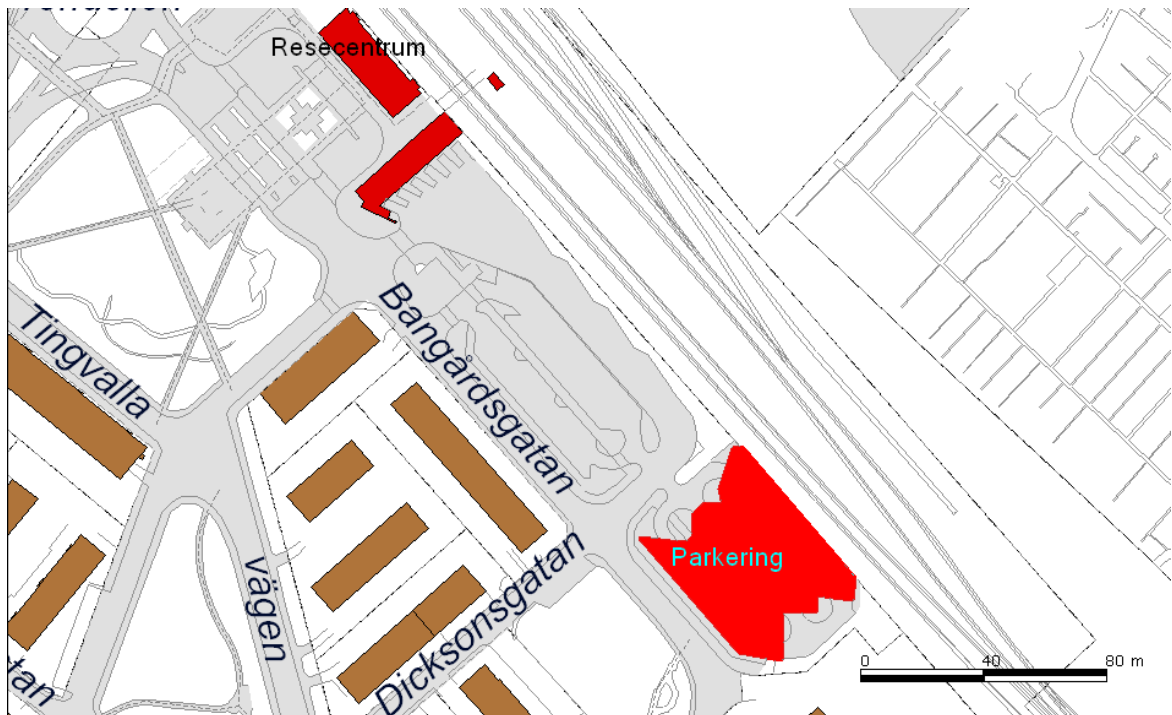 Resecentrum
Tingvalla
Bangårdsgatan
vägen
Dicksonsgatan
Parkering
0 40 80 m